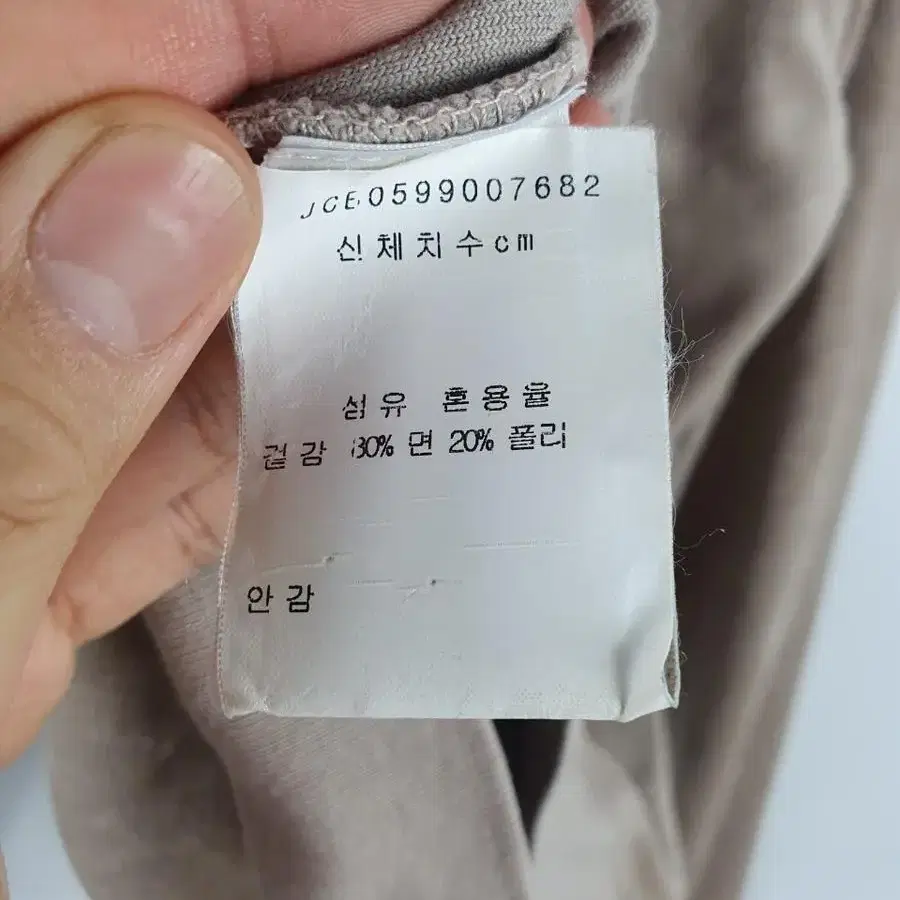 JCE0599007682
신체치수cm
섬유 혼용율
겉감 80% 면 20% 폴리
안감